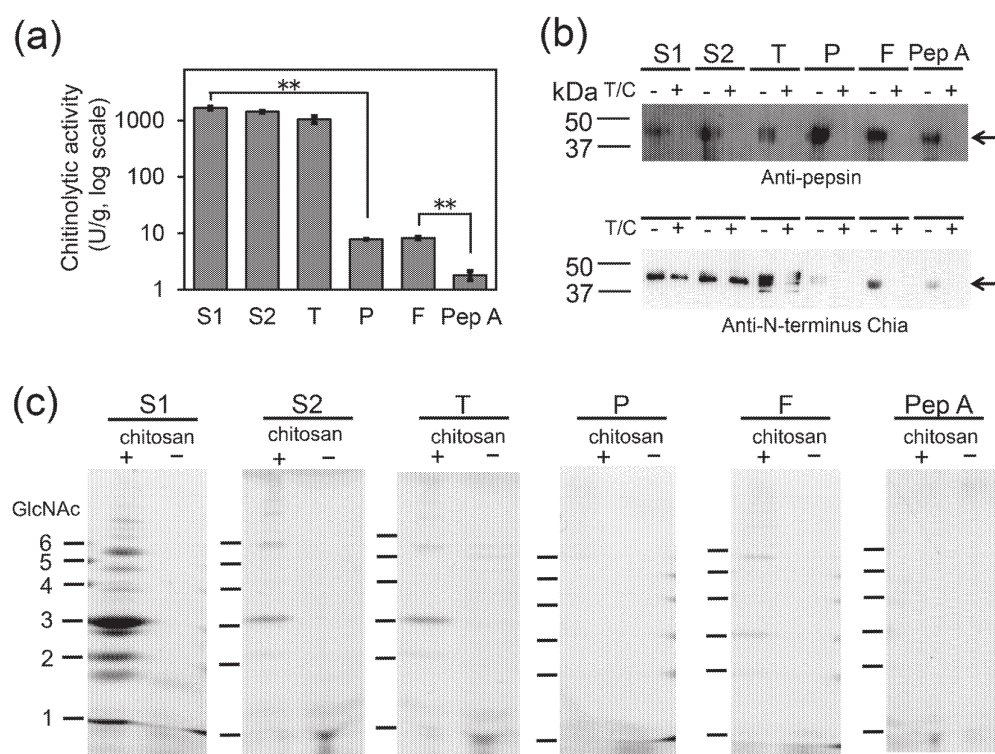 (a)
Chitinolytic activity
(U/g, log scale)
1000
100
10
1
**
**
S1 S2 T P F Pep A
(b)
S1 S2 T P F Pep A
kDa T/C - + - + - + - + - + - +
50
37
Anti-pepsin
T/C - + - + - + - + - + - +
50
37
Anti-N-terminus Chia
(c)
S1 S2 T P F Pep A
chitosan chitosan chitosan chitosan chitosan chitosan
+ − + − + − + − + − + −
GlcNAc
6
5
4
3
2
1